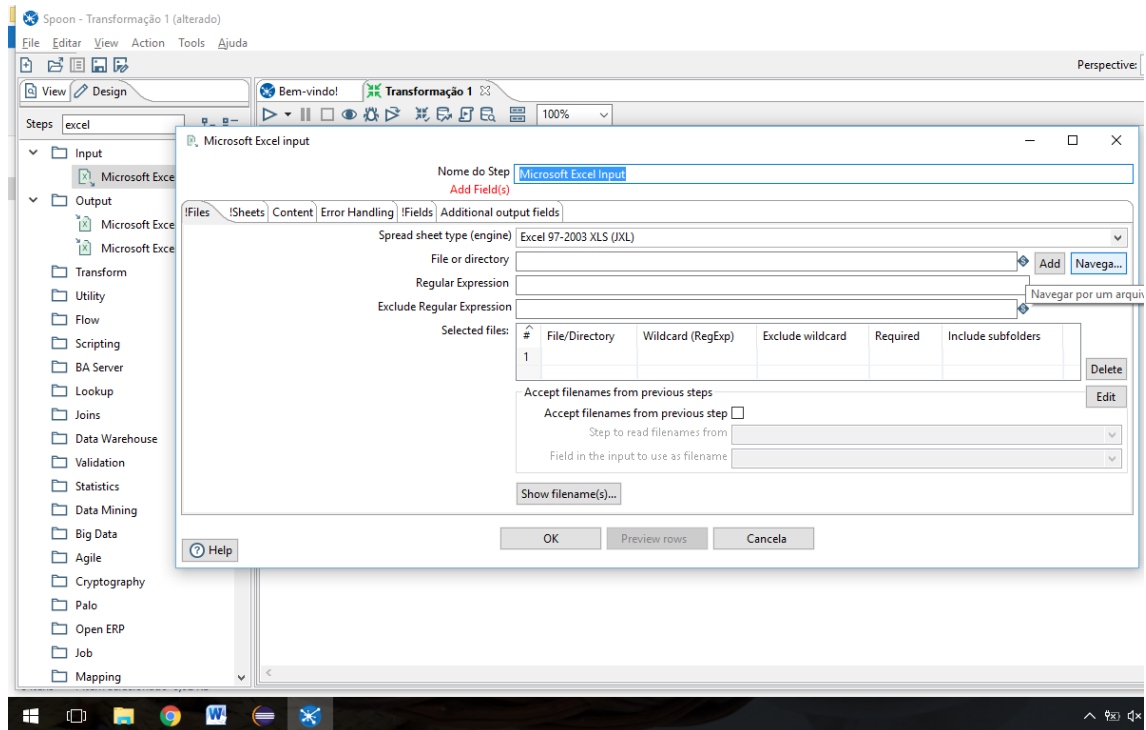 Spoon - Transformação 1 (alterado)
File Editar View Action Tools Ajuda
Perspective:
View Design
Bem-vindo! Transformação 1
Steps excel
100%
Input
Microsoft Exce
Output
Microsoft Exce
Microsoft Exce
Transform
Utility
Flow
Scripting
BA Server
Lookup
Joins
Data Warehouse
Validation
Statistics
Data Mining
Big Data
Agile
Cryptography
Palo
Open ERP
Job
Mapping
Microsoft Excel input
Nome do Step Microsoft Excel Input
Add Field(s)
!Files !Sheets Content Error Handling !Fields Additional output fields
Spread sheet type (engine) Excel 97-2003 XLS (JXL)
File or directory Add Navega...
Regular Expression
Navegar por um arquiv
Exclude Regular Expression
Selected files: # File/Directory Wildcard (RegExp) Exclude wildcard Required Include subfolders
1
Delete
Edit
Accept filenames from previous steps
Accept filenames from previous step
Step to read filenames from
Field in the input to use as filename
Show filename(s)...
OK Preview rows Cancela
Help